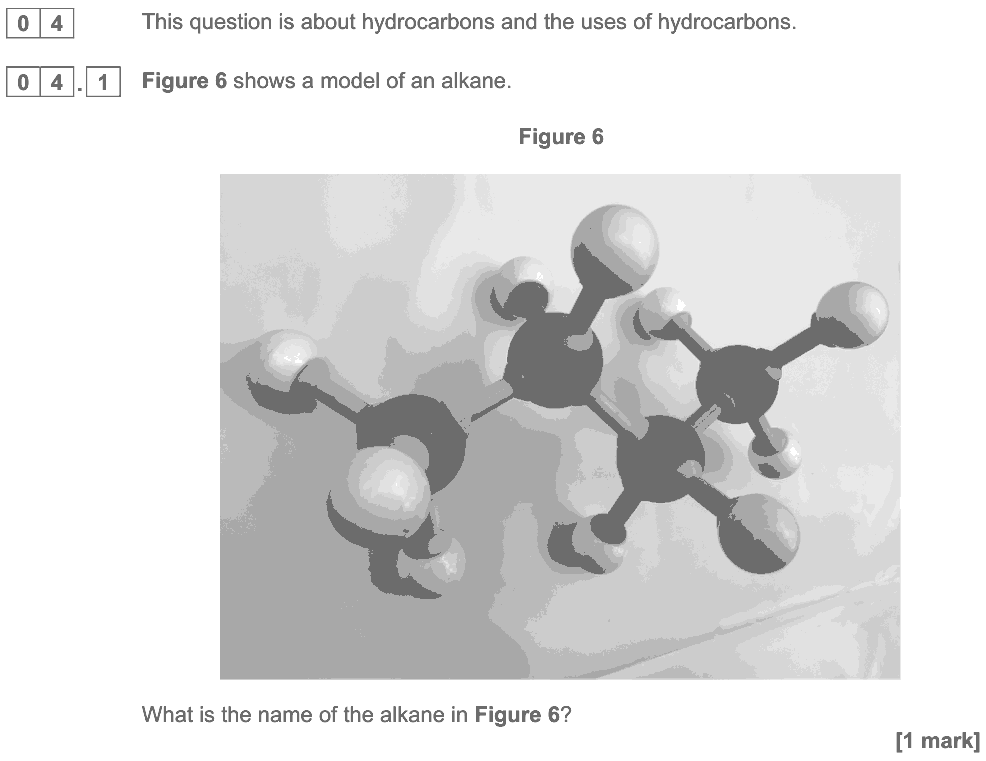 0 4 This question is about hydrocarbons and the uses of hydrocarbons.
0 4 . 1 Figure 6 shows a model of an alkane.
Figure 6
What is the name of the alkane in Figure 6?
[1 mark]